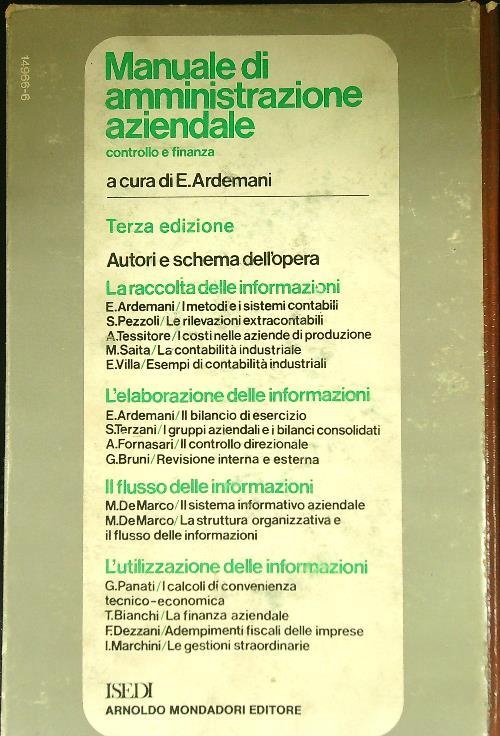 14966-6
Manuale di
amministrazione
aziendale
controllo e finanza
a cura di E.Ardemani
Terza edizione
Autori e schema dell'opera
La raccolta delle informazioni
E.Ardemani/I metodi e i sistemi contabili
S.Pezzoli/Le rilevazioni extracontabili
A.Tessitore/I costi nelle aziende di produzione
M.Saita/La contabilità industriale
E.Villa/Esempi di contabilità industriali
L'elaborazione delle informazioni
E.Ardemani/Il bilancio di esercizio
S.Terzani/I gruppi aziendali e i bilanci consolidati
A.Fornasari/Il controllo direzionale
G.Bruni/Revisione interna e esterna
Il flusso delle informazioni
M.De Marco/Il sistema informativo aziendale
M.De Marco/La struttura organizzativa e
il flusso delle informazioni
L'utilizzazione delle informazioni
G.Panati/I calcoli di convenienza
tecnico-economica
T.Bianchi/La finanza aziendale
F.Dezzani/Adempimenti fiscali delle imprese
I.Marchini/Le gestioni straordinarie
ISEDI
ARNOLDO MONDADORI EDITORE